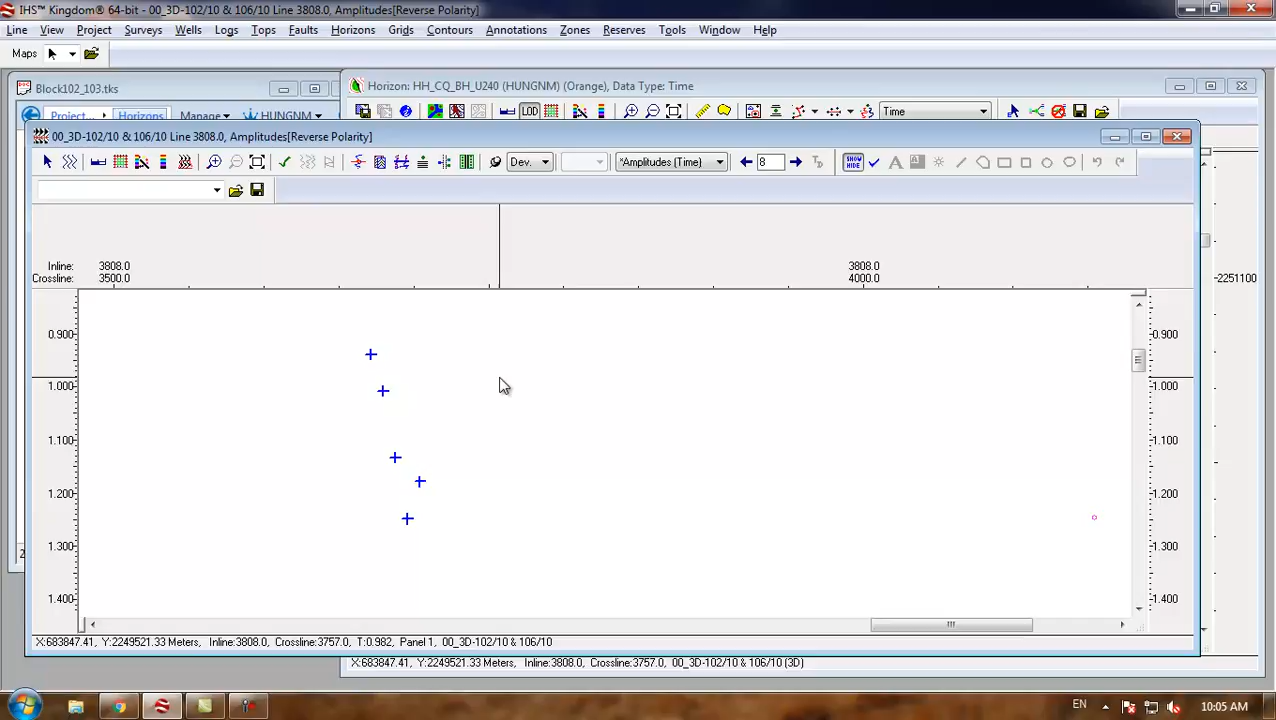 IHS™ Kingdom® 64-bit - 00_3D-102/10 & 106/10 Line 3808.0, Amplitudes[Reverse Polarity]
Line View Project Surveys Wells Logs Tops Faults Horizons Grids Contours Annotations Zones Reserves Tools Window Help
Maps
Block102_103.tks
Horizon: HH_CQ_BH_U240 (HUNGNM) (Orange), Data Type: Time
Project... Horizons Manage HUNGNM
LOD Time
00_3D-102/10 & 106/10 Line 3808.0, Amplitudes[Reverse Polarity]
Dev. *Amplitudes (Time) 8 SHOW HIDE
Inline: 3808.0 3808.0
Crossline: 3500.0 4000.0
2251100
0.900 0.900
1.000 1.000
1.100 1.100
1.200 1.200
1.300 1.300
1.400 1.400
X:683847.41, Y:2249521.33 Meters, Inline:3808.0, Crossline:3757.0, T:0.982, Panel 1, 00_3D-102/10 & 106/10
X:683847.41, Y:2249521.33 Meters, Inline:3808.0, Crossline:3757.0, 00_3D-102/10 & 106/10 (3D)
EN 10:05 AM